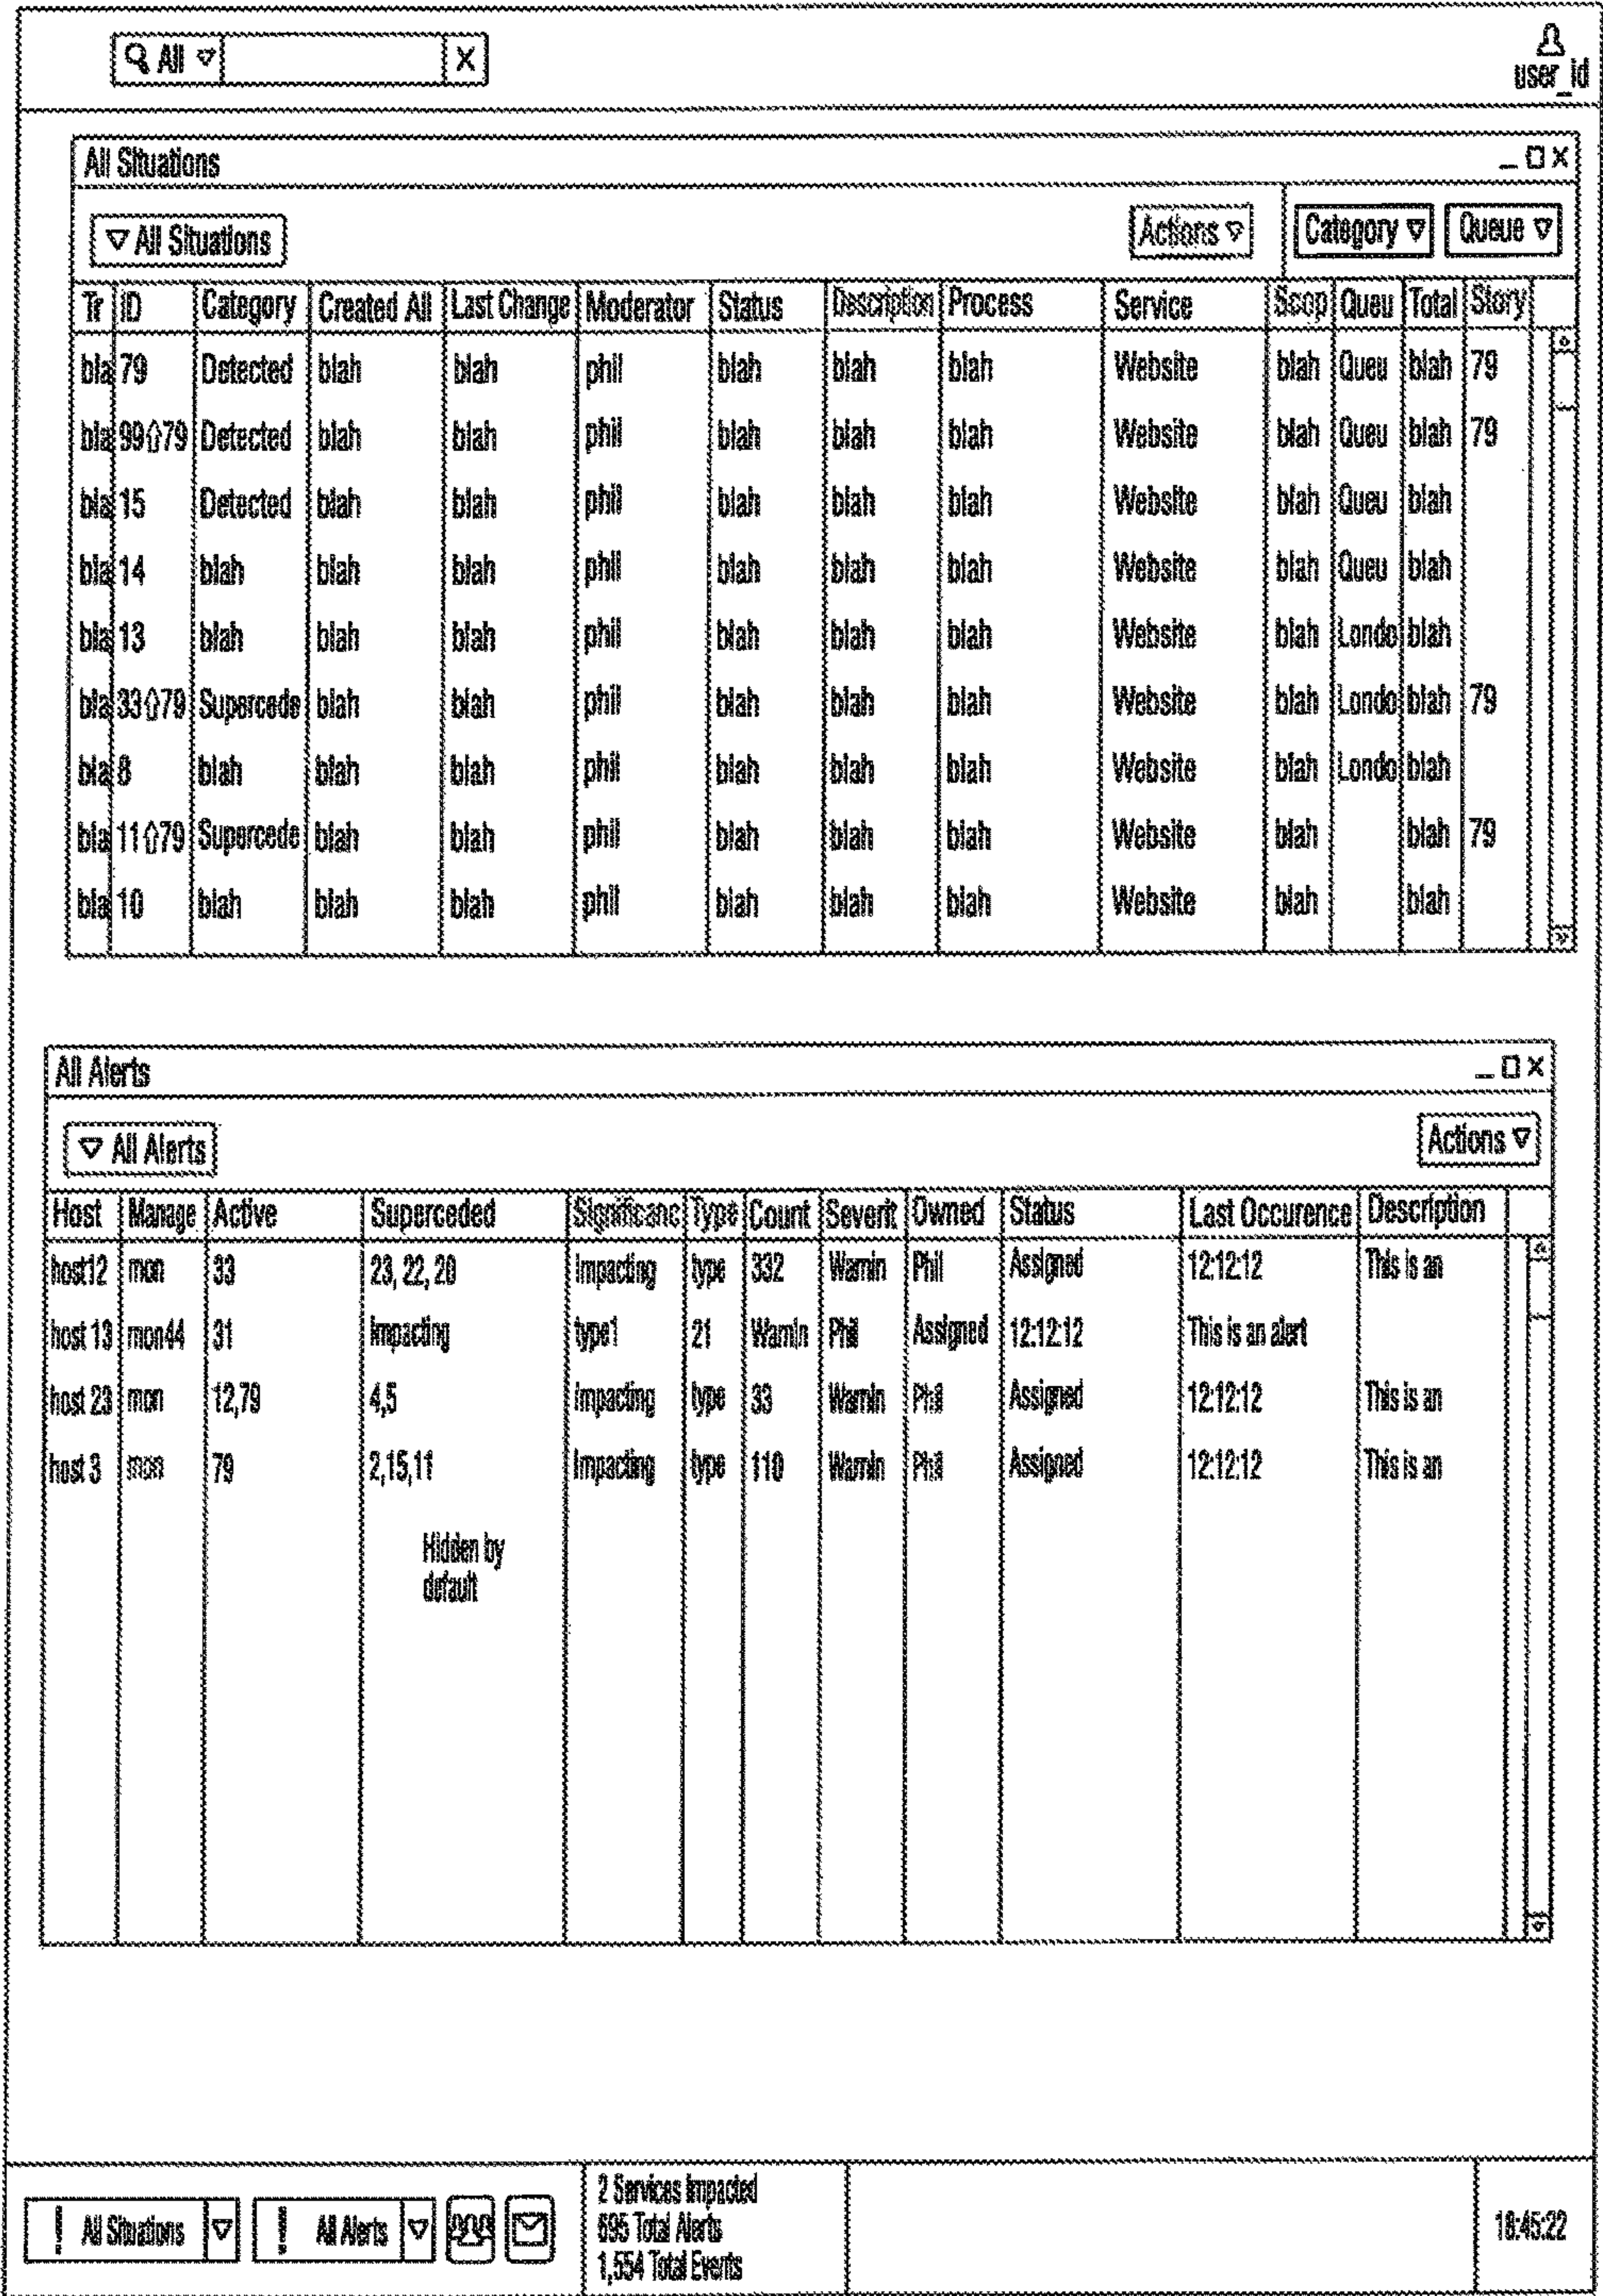 All X
user_id
All Situations
All Situations Actions Category Queue
Tr ID Category Created All Last Change Moderator Status Description Process Service Scop Queu Total Story
bla 79 Detected blah blah phil blah blah blah Website blah Queu blah 79
bla 99⇧79 Detected blah blah phil blah blah blah Website blah Queu blah 79
bla 15 Detected blah blah phil blah blah blah Website blah Queu blah
bla 14 blah blah blah phil blah blah blah Website blah Queu blah
bla 13 blah blah blah phil blah blah blah Website blah Londo blah
bla 33⇧79 Supercede blah blah phil blah blah blah Website blah Londo blah 79
bla 8 blah blah blah phil blah blah blah Website blah Londo blah
bla 11⇧79 Supercede blah blah phil blah blah blah Website blah blah 79
bla 10 blah blah blah phil blah blah blah Website blah blah
All Alerts
All Alerts Actions
Host Manage Active Superceded Significanc Type Count Severit Owned Status Last Occurence Description
host12 mon 33 23, 22, 20 Impacting type 332 Warnin Phil Assigned 12:12:12 This is an
host 13 mon44 31 Impacting type1 21 Warnin Phil Assigned 12:12:12 This is an alert
host 23 mon 12,79 4,5 Impacting type 33 Warnin Phil Assigned 12:12:12 This is an
host 3 mon 79 2,15,11 Impacting type 110 Warnin Phil Assigned 12:12:12 This is an
Hidden by
default
! All Situations ! All Alerts
2 Services Impacted
695 Total Alerts
1,554 Total Events
18:45:22